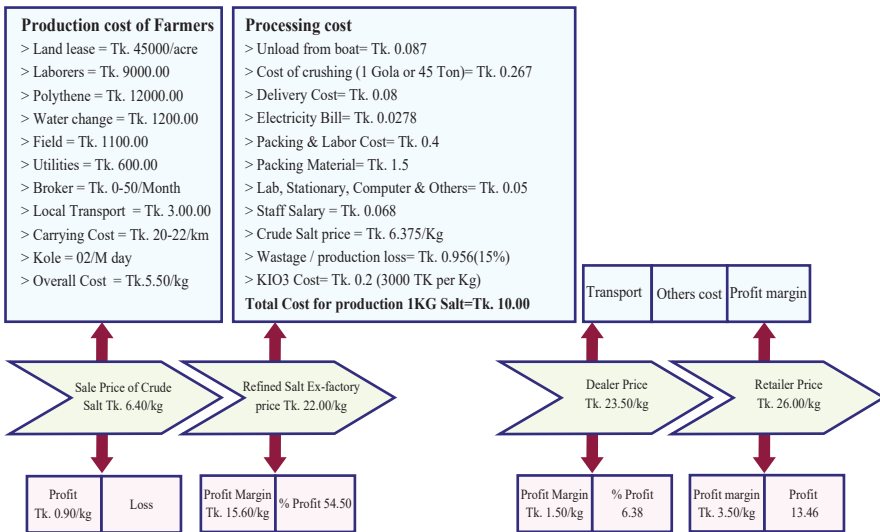 Production cost of Farmers
> Land lease = Tk. 45000/acre
> Laborers = Tk. 9000.00
> Polythene = Tk. 12000.00
> Water change = Tk. 1200.00
> Field = Tk. 1100.00
> Utilities = Tk. 600.00
> Broker = Tk. 0-50/Month
> Local Transport = Tk. 3.00.00
> Carrying Cost = Tk. 20-22/km
> Kole = 02/M day
> Overall Cost = Tk.5.50/kg
Processing cost
> Unload from boat= Tk. 0.087
> Cost of crushing (1 Gola or 45 Ton)= Tk. 0.267
> Delivery Cost= Tk. 0.08
> Electricity Bill= Tk. 0.0278
> Packing & Labor Cost= Tk. 0.4
> Packing Material= Tk. 1.5
> Lab, Stationary, Computer & Others= Tk. 0.05
> Staff Salary = Tk. 0.068
> Crude Salt price = Tk. 6.375/Kg
> Wastage / production loss= Tk. 0.956(15%)
> KIO3 Cost= Tk. 0.2 (3000 TK per Kg)
Total Cost for production 1KG Salt=Tk. 10.00
Transport
Others cost
Profit margin
Sale Price of Crude
Salt Tk. 6.40/kg
Refined Salt Ex-factory
price Tk. 22.00/kg
Dealer Price
Tk. 23.50/kg
Retailer Price
Tk. 26.00/kg
Profit
Tk. 0.90/kg
Loss
Profit Margin
Tk. 15.60/kg
% Profit 54.50
Profit Margin
Tk. 1.50/kg
% Profit
6.38
Profit margin
Tk. 3.50/kg
Profit
13.46